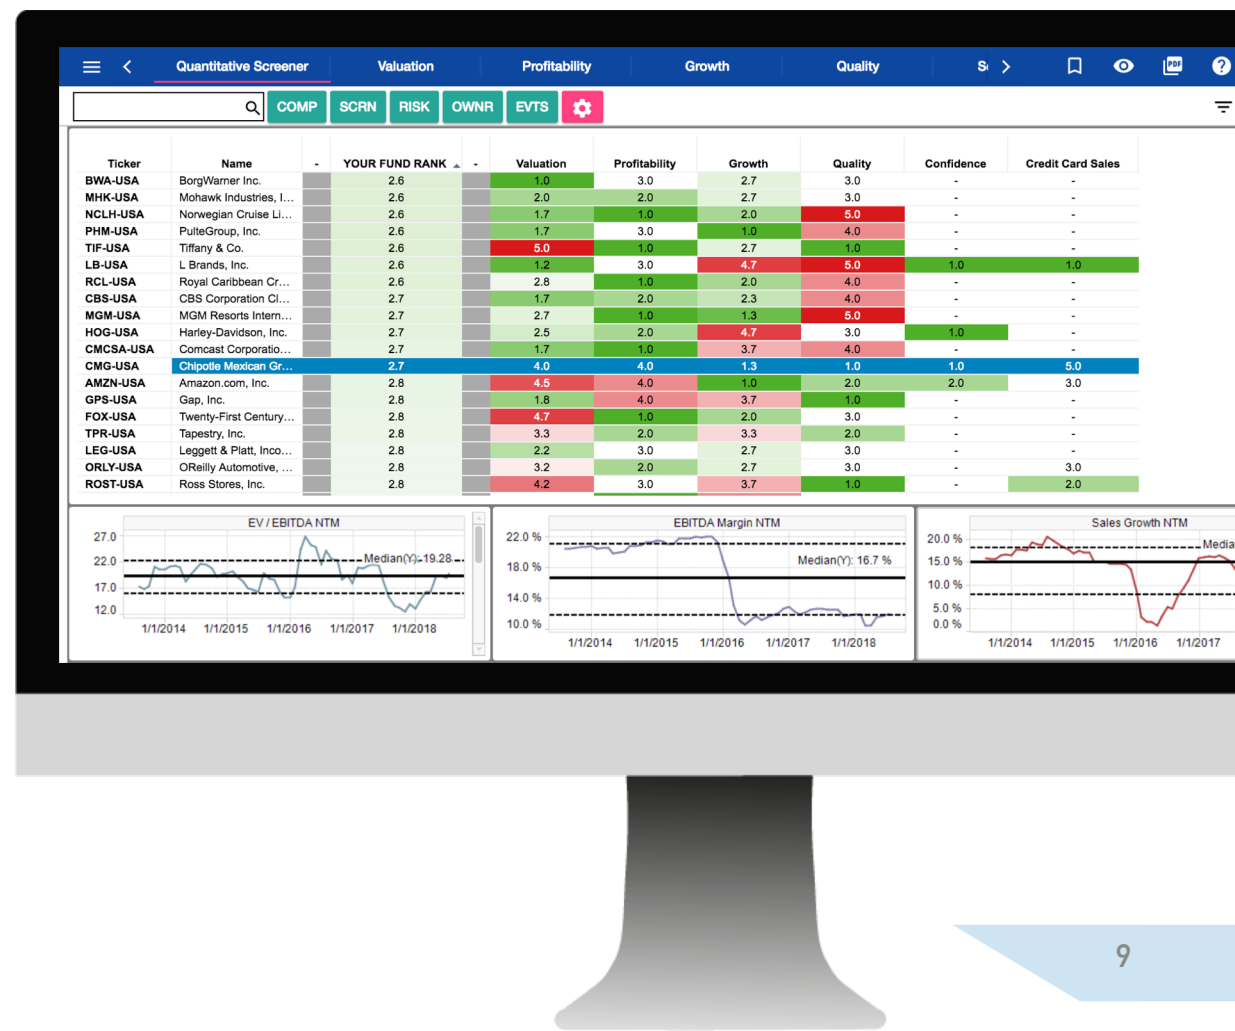 Quantitative Screener Valuation Profitability Growth Quality PDF ?
COMP SCRN RISK OWNR EVTS
Ticker Name - YOUR FUND RANK - Valuation Profitability Growth Quality Confidence Credit Card Sales
BWA-USA BorgWarner Inc. 2.6 1.0 3.0 2.7 3.0 - -
MHK-USA Mohawk Industries, I... 2.6 2.0 2.0 2.7 3.0 - -
NCLH-USA Norwegian Cruise Li... 2.6 1.7 1.0 2.0 5.0 - -
PHM-USA PulteGroup, Inc. 2.6 1.7 3.0 1.0 4.0 - -
TIF-USA Tiffany & Co. 2.6 5.0 1.0 2.7 1.0 - -
LB-USA L Brands, Inc. 2.6 1.2 3.0 4.7 5.0 1.0 1.0
RCL-USA Royal Caribbean Cr... 2.6 2.8 1.0 2.0 4.0 - -
CBS-USA CBS Corporation Cl... 2.7 1.7 2.0 2.3 4.0 - -
MGM-USA MGM Resorts Intern... 2.7 2.7 1.0 1.3 5.0 - -
HOG-USA Harley-Davidson, Inc. 2.7 2.5 2.0 4.7 3.0 1.0 -
CMCSA-USA Comcast Corporatio... 2.7 1.7 1.0 3.7 4.0 - -
CMG-USA Chipotle Mexican Gr... 2.7 4.0 4.0 1.3 1.0 1.0 5.0
AMZN-USA Amazon.com, Inc. 2.8 4.5 4.0 1.0 2.0 2.0 3.0
GPS-USA Gap, Inc. 2.8 1.8 4.0 3.7 1.0 - -
FOX-USA Twenty-First Century... 2.8 4.7 1.0 2.0 3.0 - -
TPR-USA Tapestry, Inc. 2.8 3.3 2.0 3.3 2.0 - -
LEG-USA Leggett & Platt, Inco... 2.8 2.2 3.0 2.7 3.0 - -
ORLY-USA OReilly Automotive, ... 2.8 3.2 2.0 2.7 3.0 - 3.0
ROST-USA Ross Stores, Inc. 2.8 4.2 3.0 3.7 1.0 - 2.0
EV / EBITDA NTM
27.0
22.0
17.0
12.0
Median(Y): 19.28
1/1/2014 1/1/2015 1/1/2016 1/1/2017 1/1/2018
EBITDA Margin NTM
22.0 %
18.0 %
14.0 %
10.0 %
Median(Y): 16.7 %
1/1/2014 1/1/2015 1/1/2016 1/1/2017 1/1/2018
Sales Growth NTM
20.0 %
15.0 %
10.0 %
5.0 %
0.0 %
Media
1/1/2014 1/1/2015 1/1/2016 1/1/2017
9